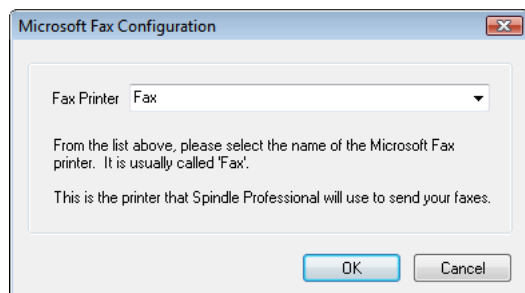 Microsoft Fax Configuration
Fax Printer Fax
From the list above, please select the name of the Microsoft Fax
printer. It is usually called 'Fax'.
This is the printer that Spindle Professional will use to send your faxes.
OK Cancel